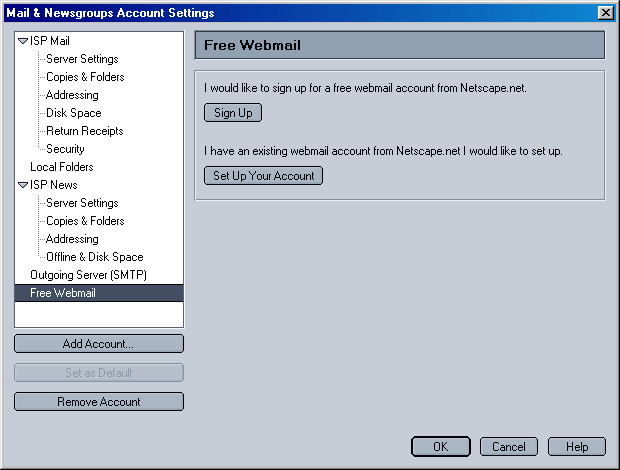 Mail & Newsgroups Account Settings
ISP Mail
Server Settings
Copies & Folders
Addressing
Disk Space
Return Receipts
Security
Local Folders
ISP News
Server Settings
Copies & Folders
Addressing
Offline & Disk Space
Outgoing Server (SMTP)
Free Webmail
Add Account...
Set as Default
Remove Account
Free Webmail
I would like to sign up for a free webmail account from Netscape.net.
Sign Up
I have an existing webmail account from Netscape.net I would like to set up.
Set Up Your Account
OK
Cancel
Help